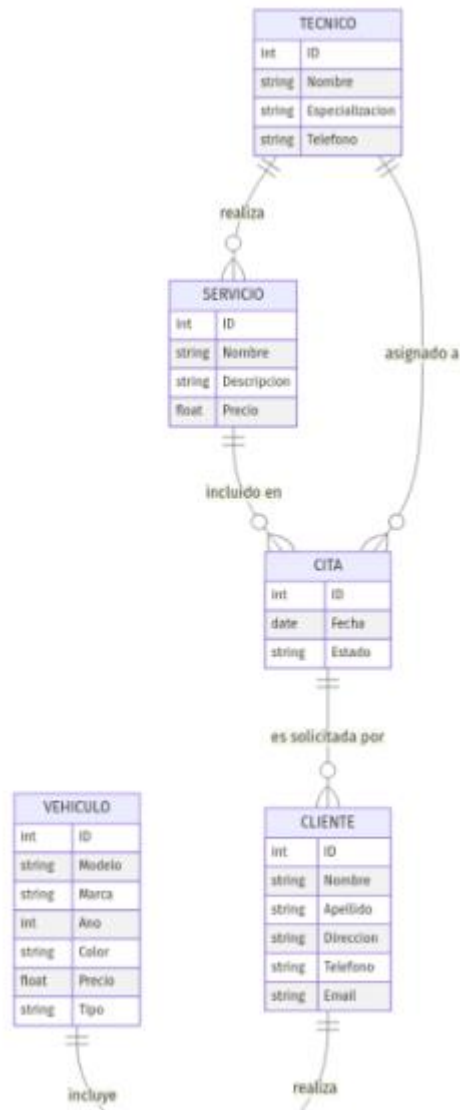 TECNICO
int ID
string Nombre
string Especializacion
string Telefono
realiza
SERVICIO
int ID
string Nombre
string Descripcion
float Precio
asignado a
incluido en
CITA
int ID
date Fecha
string Estado
es solicitada por
VEHICULO
int ID
string Modelo
string Marca
int Ano
string Color
float Precio
string Tipo
CLIENTE
int ID
string Nombre
string Apellido
string Direccion
string Telefono
string Email
incluye
realiza